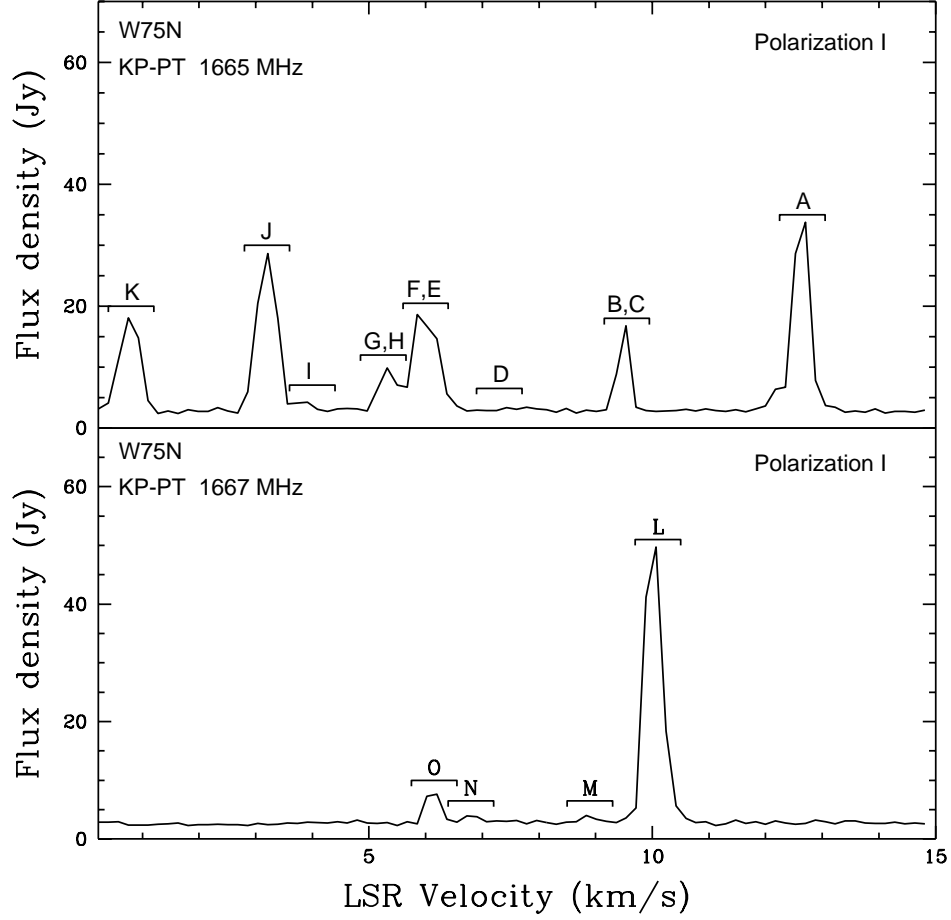 W75N
Polarization I
KP-PT 1665 MHz
60
40
20
0
Flux density (Jy)
K
J
I
G,H
F,E
D
B,C
A
W75N
Polarization I
KP-PT 1667 MHz
60
40
20
0
Flux density (Jy)
O
N
M
L
5
10
15
LSR Velocity (km/s)